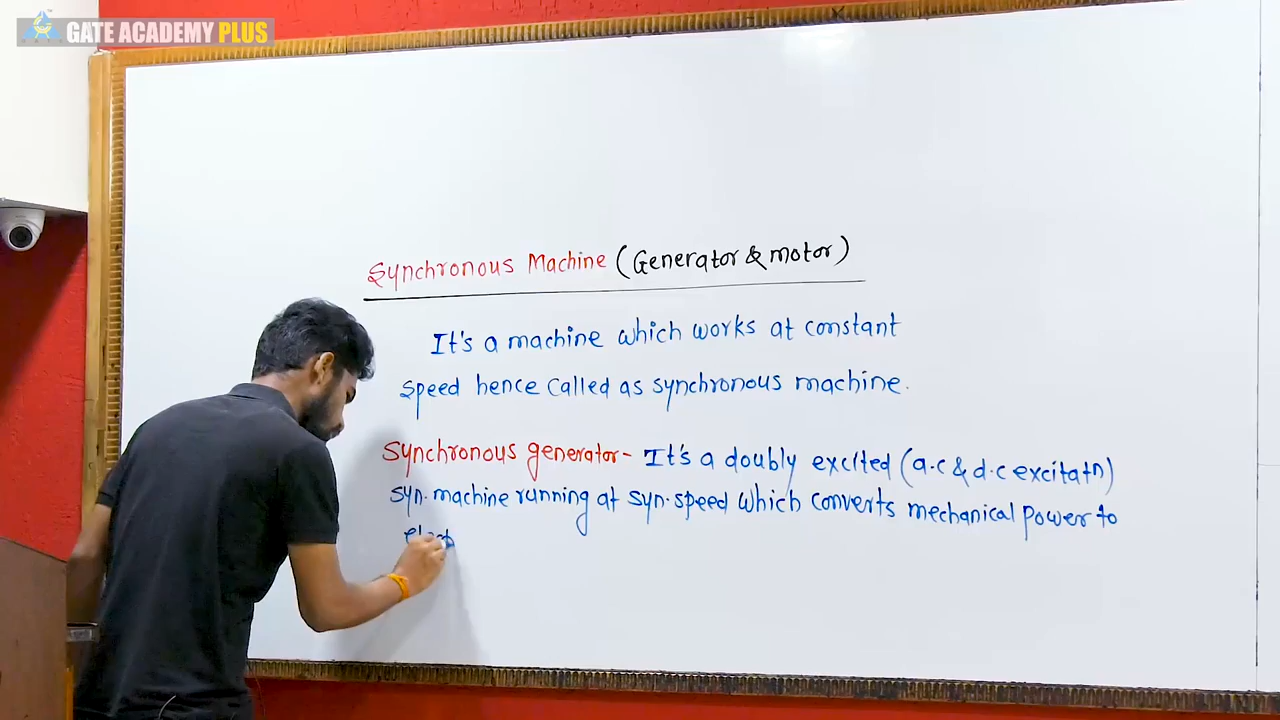 GATE ACADEMY PLUS
Synchronous Machine (Generator & motor)
It's a machine which works at constant
speed hence called as synchronous machine.
Synchronous generator - It's a doubly excited (a.c & d.c excitatn)
syn. machine running at syn. speed which converts mechanical power to